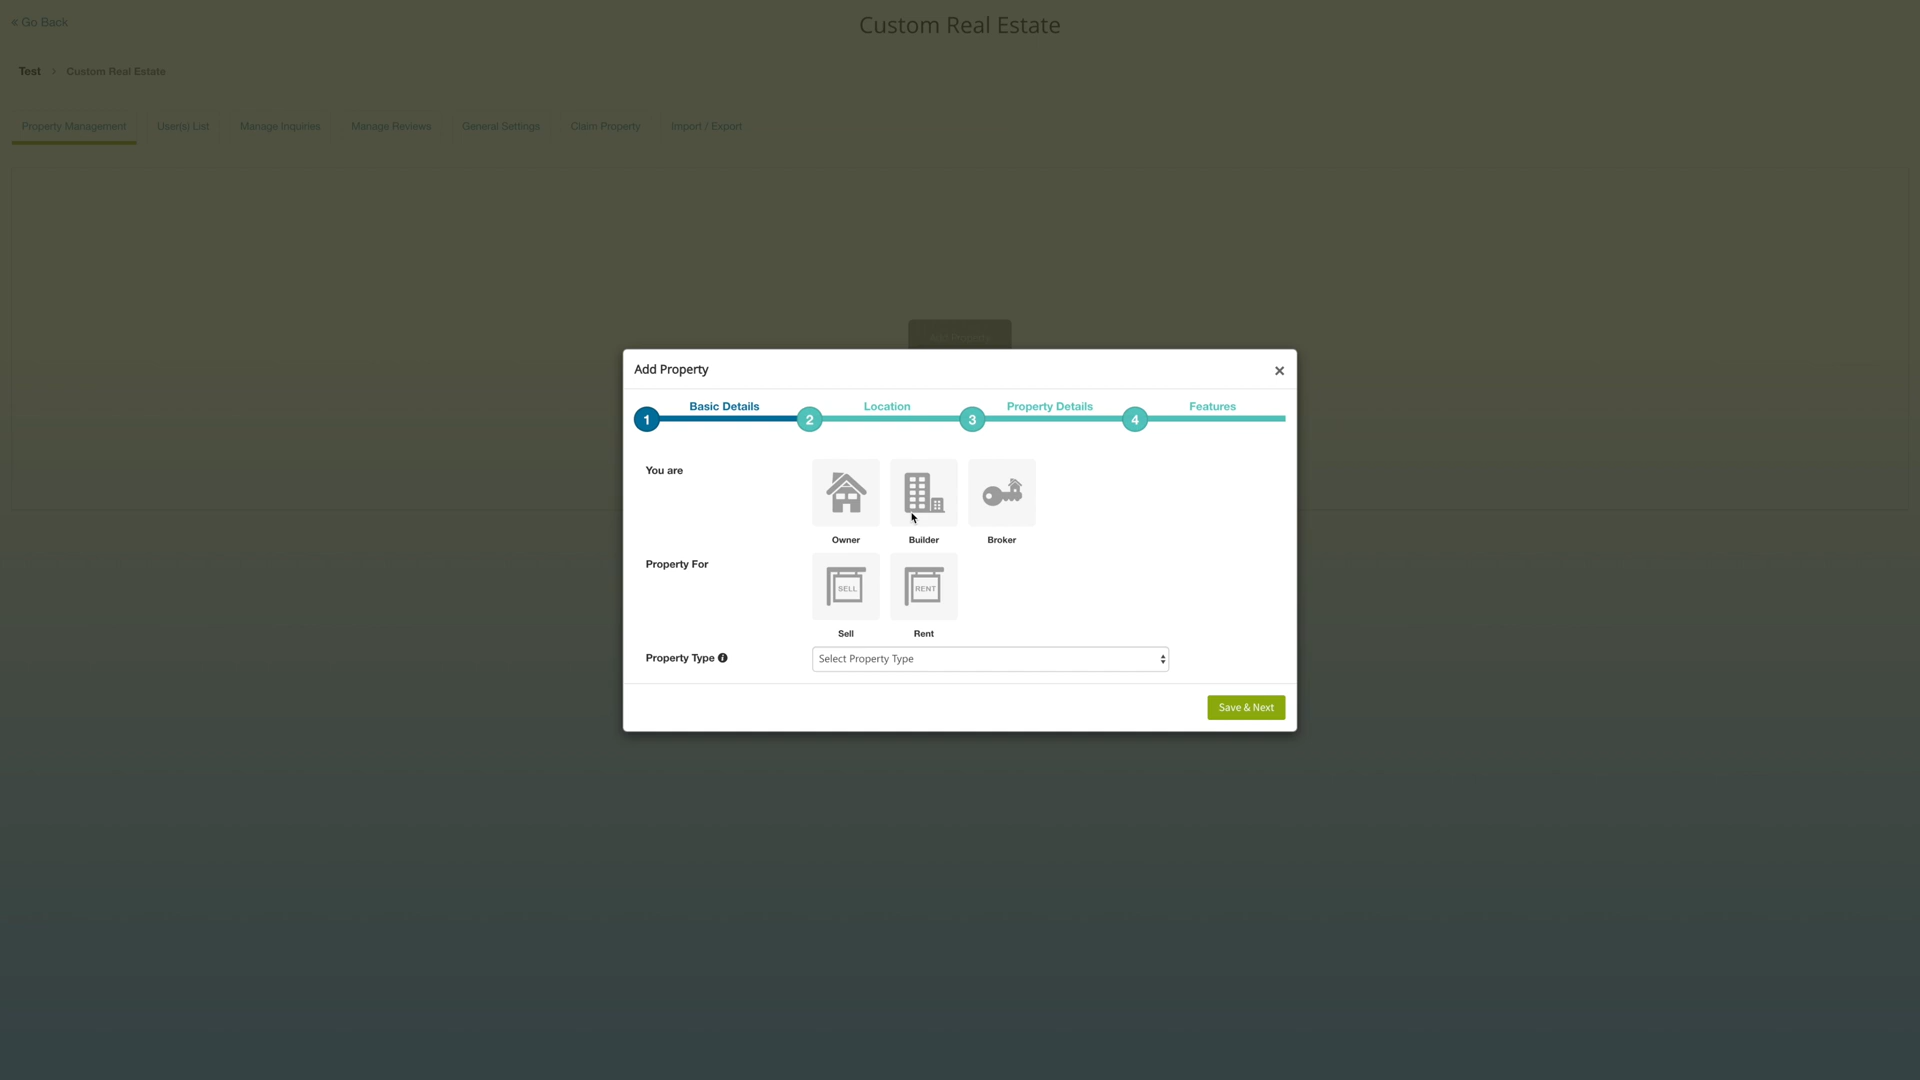 « Go Back
Custom Real Estate
Test > Custom Real Estate
Property Management
User(s) List
Manage Inquiries
Manage Reviews
General Settings
Claim Property
Import / Export
Add Property
Add Property
×
Basic Details
Location
Property Details
Features
1
2
3
4
You are
Owner
Builder
Broker
Property For
SELL
RENT
Sell
Rent
Property Type
Select Property Type
Save & Next